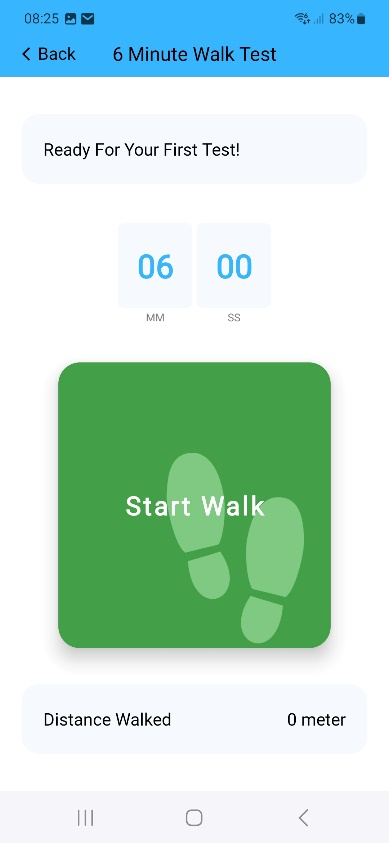 08:25 83%
Back 6 Minute Walk Test
Ready For Your First Test!
06 00
MM SS
Start Walk
Distance Walked 0 meter